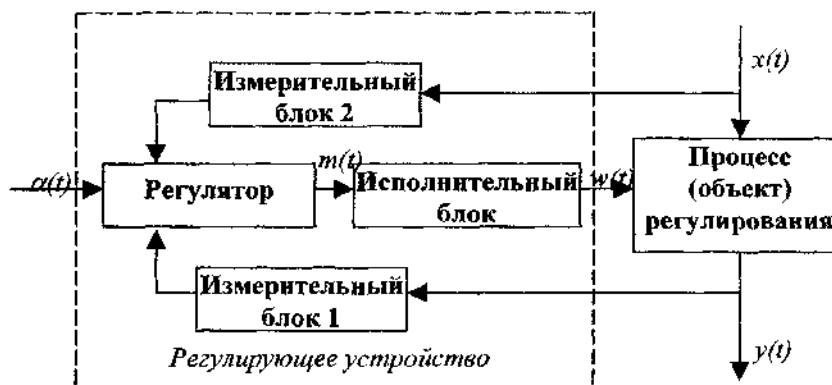 x(t)
Измерительный
блок 2
Процесс
(объект)
регулирования
α(t)
Регулятор
m(t)
Исполнительный
блок
w(t)
Измерительный
блок 1
Регулирующее устройство
y(t)